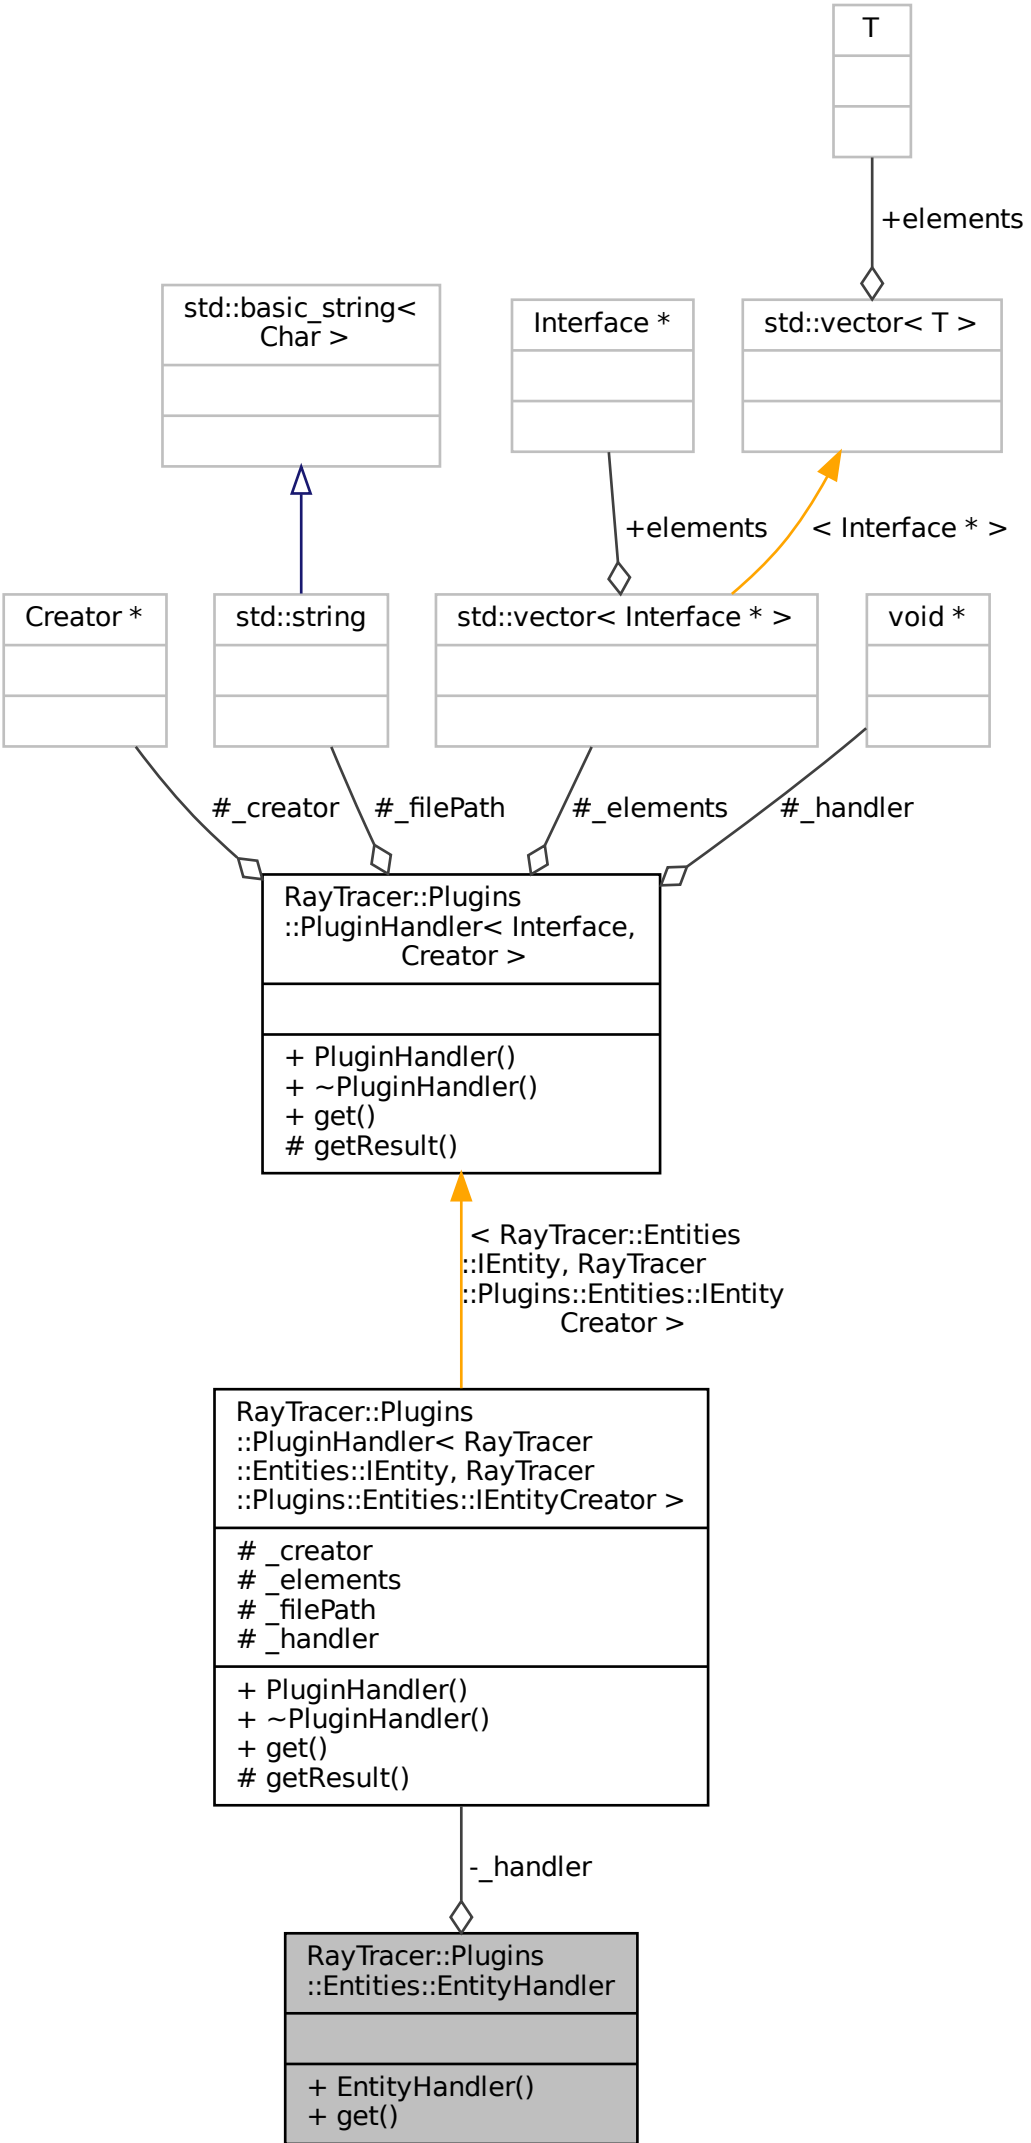 T
+elements
std::basic_string<
Char >
Interface *
std::vector< T >
+elements
< Interface * >
Creator *
std::string
std::vector< Interface * >
void *
#_creator
#_filePath
#_elements
#_handler
RayTracer::Plugins
::PluginHandler< Interface,
Creator >
+ PluginHandler()
+ ~PluginHandler()
+ get()
# getResult()
< RayTracer::Entities
::IEntity, RayTracer
::Plugins::Entities::IEntity
Creator >
RayTracer::Plugins
::PluginHandler< RayTracer
::Entities::IEntity, RayTracer
::Plugins::Entities::IEntityCreator >
# _creator
# _elements
# _filePath
# _handler
+ PluginHandler()
+ ~PluginHandler()
+ get()
# getResult()
-_handler
RayTracer::Plugins
::Entities::EntityHandler
+ EntityHandler()
+ get()